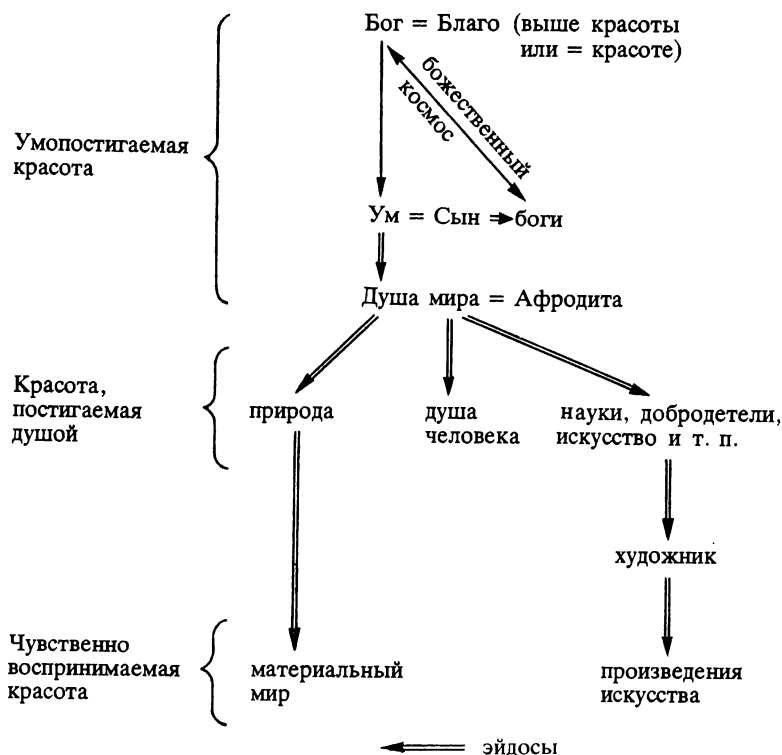 Бог = Благо (выше красоты
или = красоте)
божественный
космос
Умопостигаемая
красота
Ум = Сын боги
Душа мира = Афродита
Красота,
постигаемая
душой
природа
душа
человека
науки, добродетели,
искусство и т. п.
художник
Чувственно
воспринимаемая
красота
материальный
мир
произведения
искусства
эйдосы